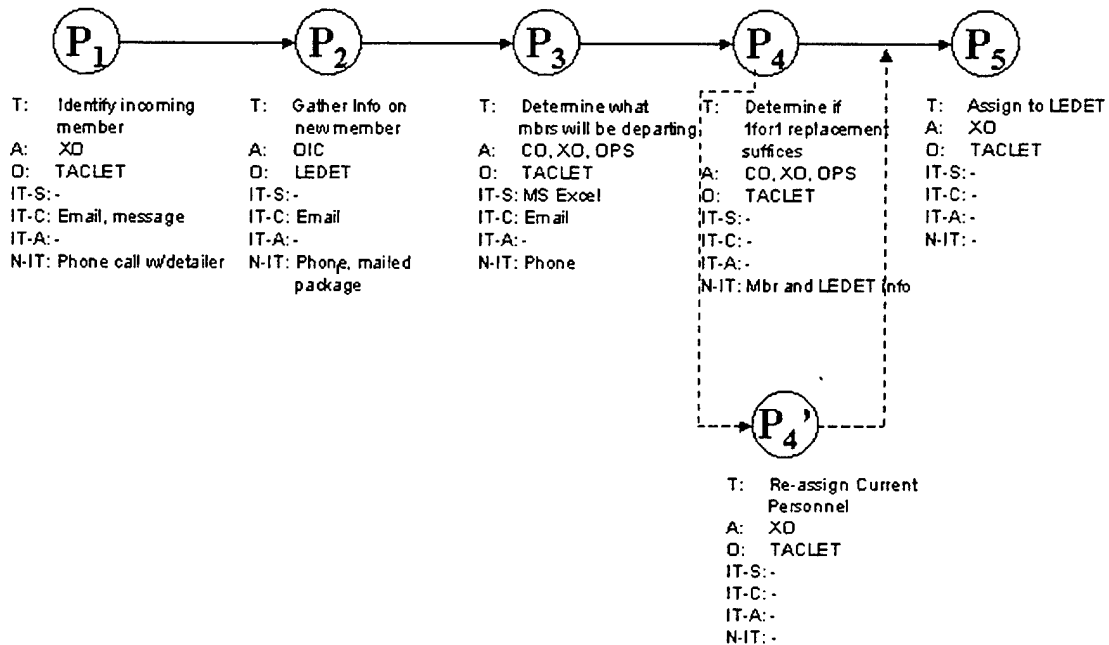 P1
P2
P3
P4
P5
T: Identify incoming
member
A: XO
O: TACLET
IT-S:-
IT-C: Email, message
IT-A:-
N-IT: Phone call w/detailer
T: Gather Info on
new member
A: OIC
O: LEDET
IT-S:-
IT-C: Email
IT-A:-
N-IT: Phone, mailed
package
T: Determine what
mbrs will be departing
A: CO, XO, OPS
O: TACLET
IT-S: MS Excel
IT-C: Email
IT-A:-
N-IT: Phone
T: Determine if
1for1 replacement
suffices
A: CO, XO, OPS
O: TACLET
IT-S:-
IT-C:-
IT-A:-
N-IT: Mbr and LEDET Info
T: Assign to LEDET
A: XO
O: TACLET
IT-S:-
IT-C:-
IT-A:-
N-IT:-
P4'
T: Re-assign Current
Personnel
A: XO
O: TACLET
IT-S:-
IT-C:-
IT-A:-
N-IT:-